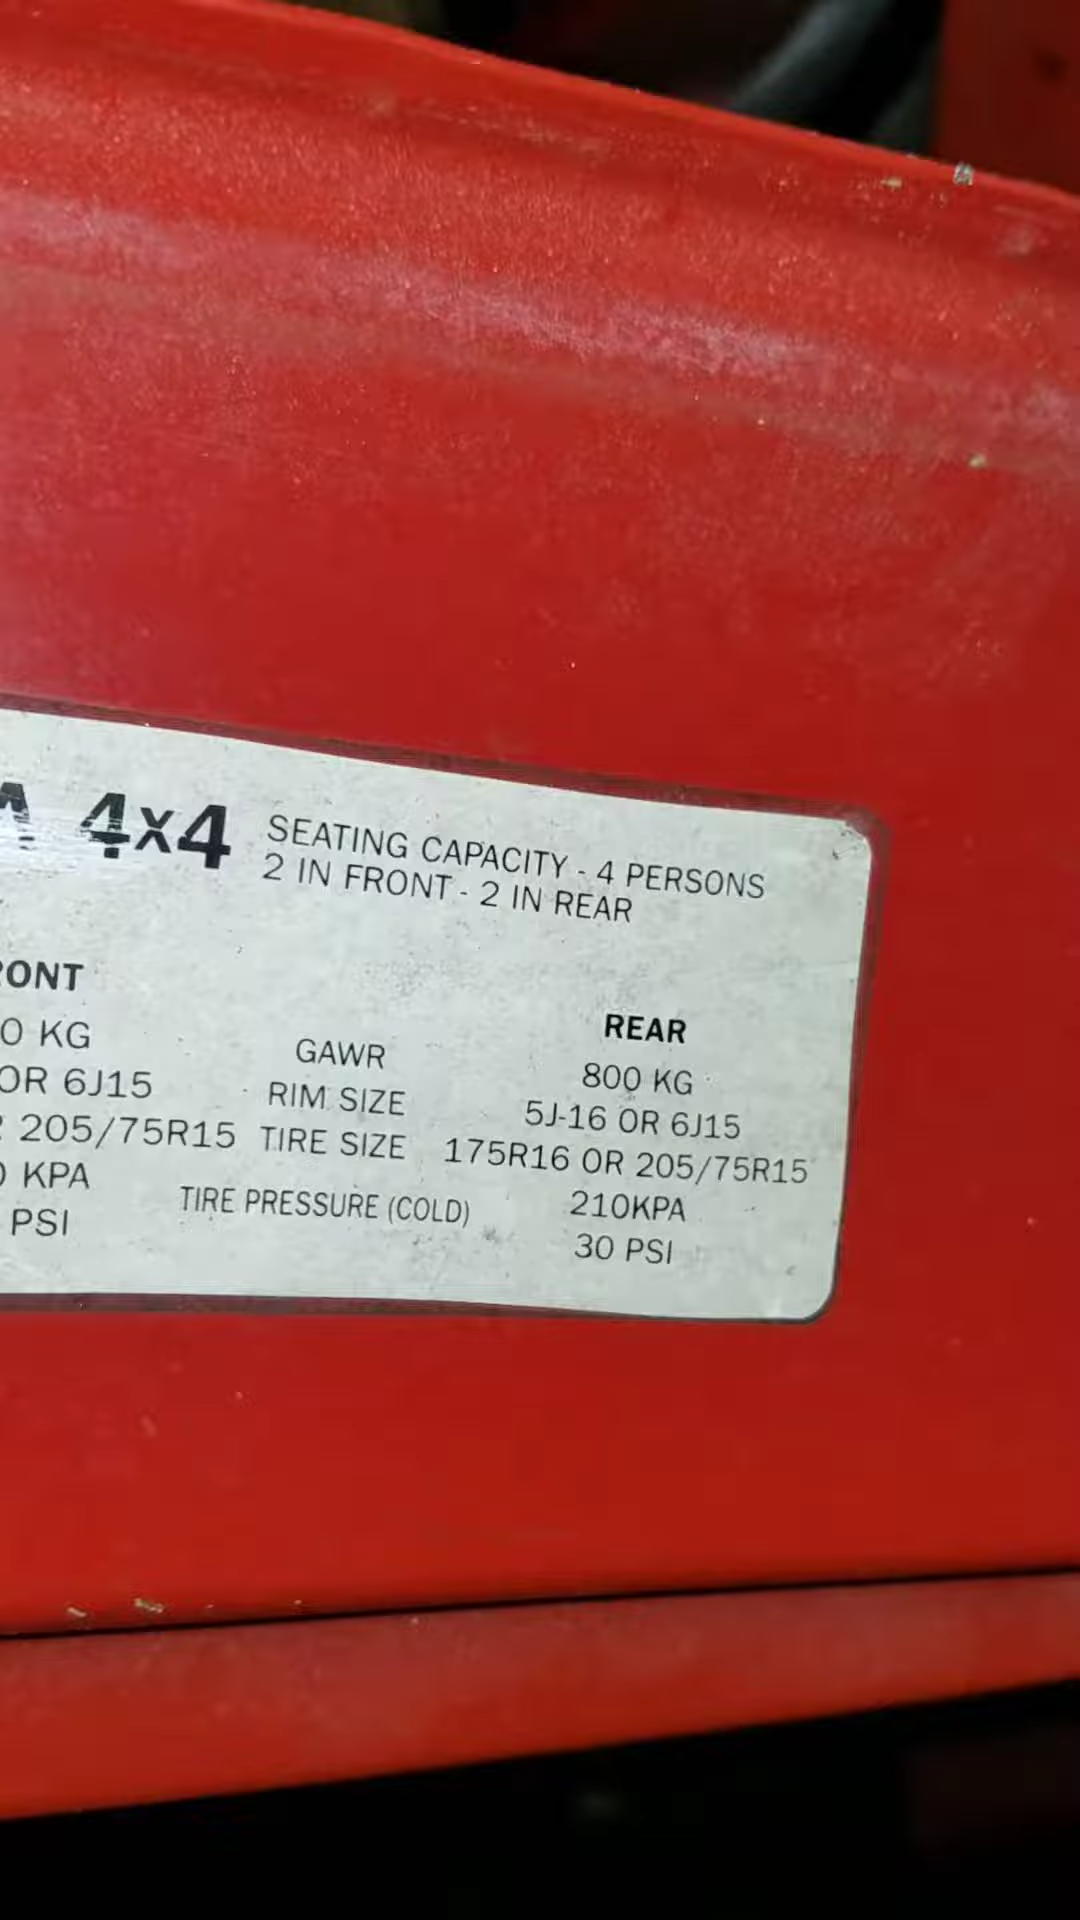 4x4 SEATING CAPACITY - 4 PERSONS
2 IN FRONT - 2 IN REAR
REAR
KG GAWR 800 KG
OR 6J15 RIM SIZE 5J-16 OR 6J15
205/75R15 TIRE SIZE 175R16 OR 205/75R15
KPA TIRE PRESSURE (COLD) 210KPA
PSI 30 PSI